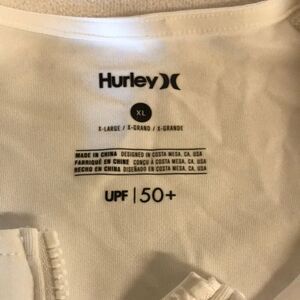 Hurley
XL
X-LARGE / X-GRAND / X-GRANDE
MADE IN CHINA DESIGNED IN COSTA MESA, CA, USA
FABRIQUÉ EN CHINE CONÇU À COSTA MESA, CA, USA
HECHO EN CHINA DISEÑADO EN COSTA MESA, CA, USA
UPF | 50+